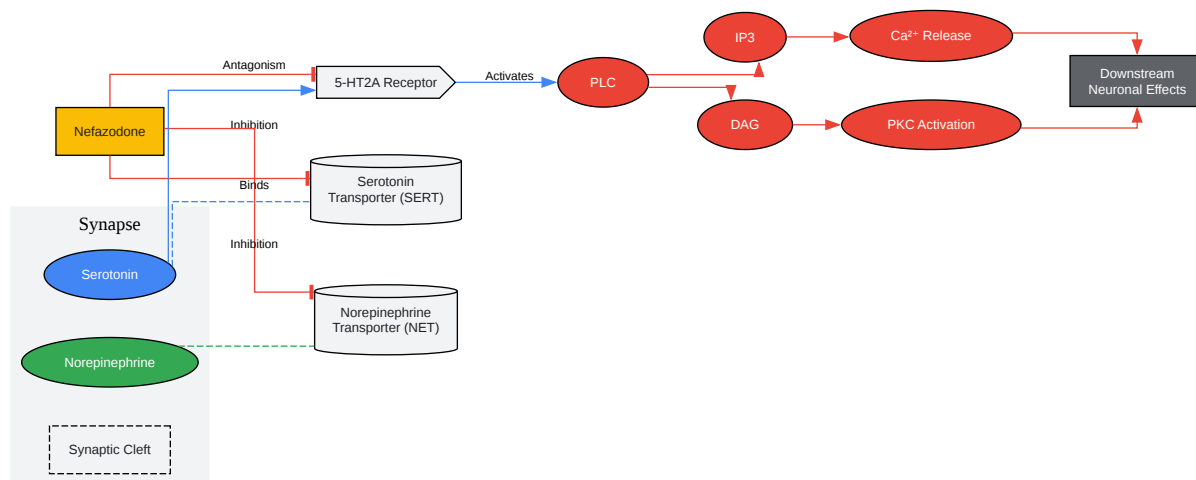 IP3
Ca²⁺ Release
Antagonism
Downstream
Neuronal Effects
5-HT2A Receptor
Activates
PLC
Nefazodone
Inhibition
DAG
PKC Activation
Serotonin
Transporter (SERT)
Binds
Synapse
Inhibition
Serotonin
Norepinephrine
Transporter (NET)
Norepinephrine
Synaptic Cleft